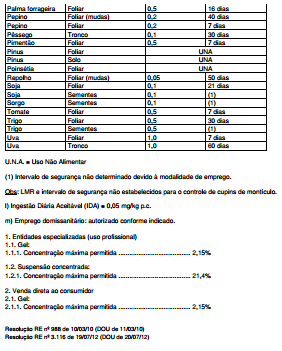 Palma forrageira Foliar 0,5 16 dias
Pepino Foliar (mudas) 0,2 40 dias
Pepino Foliar 0,2 7 dias
Pêssego Tronco 0,1 30 dias
Pimentão Foliar 0,5 7 dias
Pinus Foliar UNA
Pinus Solo UNA
Poinsétia Foliar UNA
Repolho Foliar (mudas) 0,05 50 dias
Soja Foliar 0,1 21 dias
Soja Sementes 0,1 (1)
Sorgo Sementes 0,1 (1)
Tomate Foliar 0,5 7 dias
Trigo Foliar 0,5 30 dias
Trigo Sementes 0,5 (1)
Uva Foliar 1,0 7 dias
Uva Tronco 1,0 60 dias
U.N.A. = Uso Não Alimentar
(1) Intervalo de segurança não determinado devido à modalidade de emprego.
Obs: LMR e intervalo de segurança não estabelecidos para o controle de cupins de montículo.
l) Ingestão Diária Aceitável (IDA) = 0,05 mg/kg p.c.
m) Emprego domissanitário: autorizado conforme indicado.
1. Entidades especializadas (uso profissional)
1.1. Gel:
1.1.1. Concentração máxima permitida ........................................ 2,15%
1.2. Suspensão concentrada:
1.2.1. Concentração máxima permitida ........................................ 21,4%
2. Venda direta ao consumidor
2.1. Gel:
2.1.1. Concentração máxima permitida ........................................ 2,15%
Resolução RE nº 988 de 10/03/10 (DOU de 11/03/10)
Resolução RE nº 3.116 de 19/07/12 (DOU de 20/07/12)